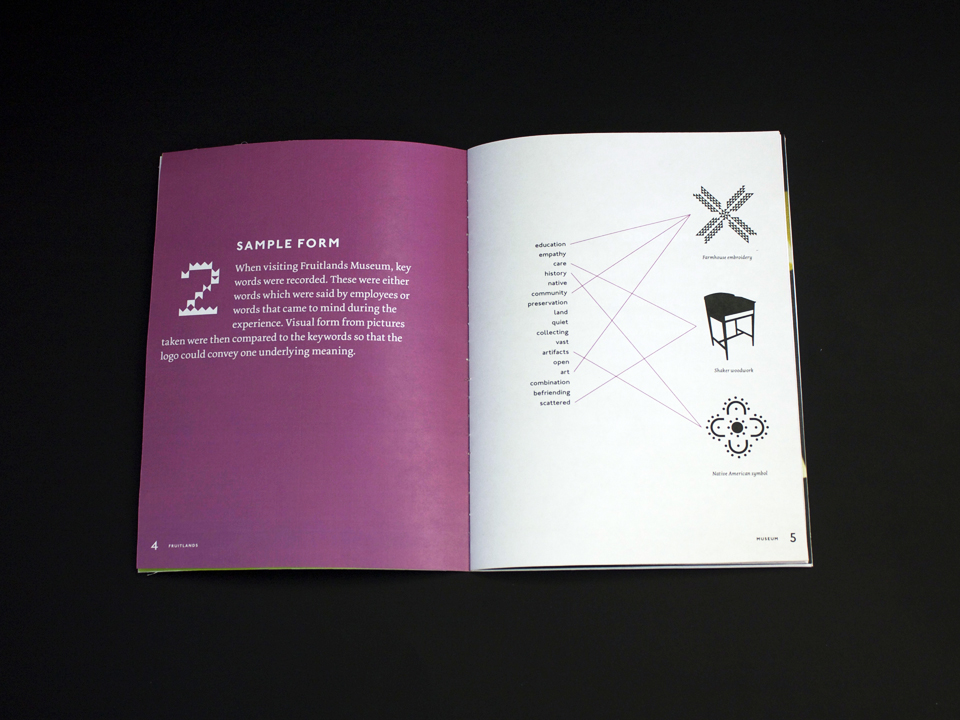 SAMPLE FORM
2
When visiting Fruitlands Museum, key
words were recorded. These were either
words which were said by employees or
words that came to mind during the
experience. Visual form from pictures
taken were then compared to the keywords so that the
logo could convey one underlying meaning.
4 FRUITLANDS
education
empathy
care
history
native
community
preservation
land
quiet
collecting
vast
artifacts
open
art
combination
befriending
scattered
Farmhouse embroidery
Shaker woodwork
Native American symbol
MUSEUM 5